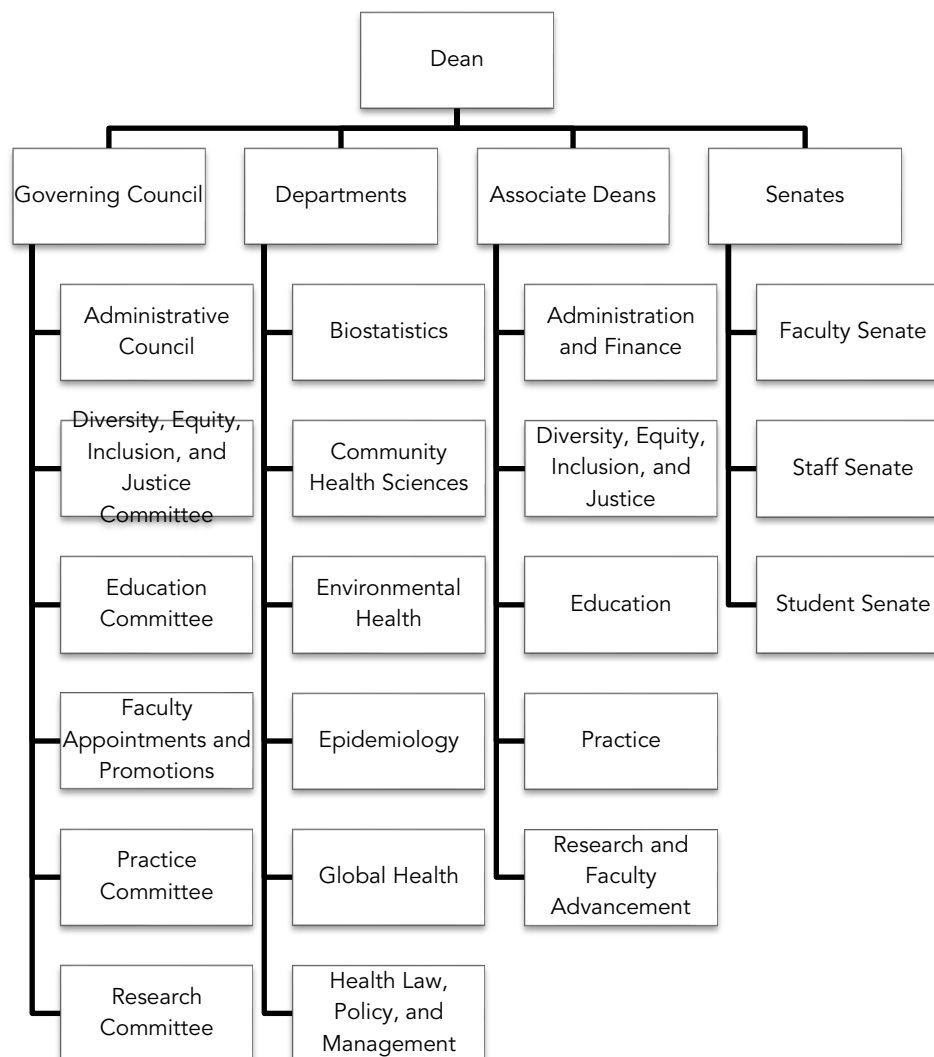 Dean
Governing Council
Departments
Associate Deans
Senates
Administrative
Council
Diversity, Equity,
Inclusion, and
Justice
Committee
Education
Committee
Faculty
Appointments and
Promotions
Practice
Committee
Research
Committee
Biostatistics
Community
Health Sciences
Environmental
Health
Epidemiology
Global Health
Health Law,
Policy, and
Management
Administration
and Finance
Diversity, Equity,
Inclusion, and
Justice
Education
Practice
Research and
Faculty
Advancement
Faculty Senate
Staff Senate
Student Senate